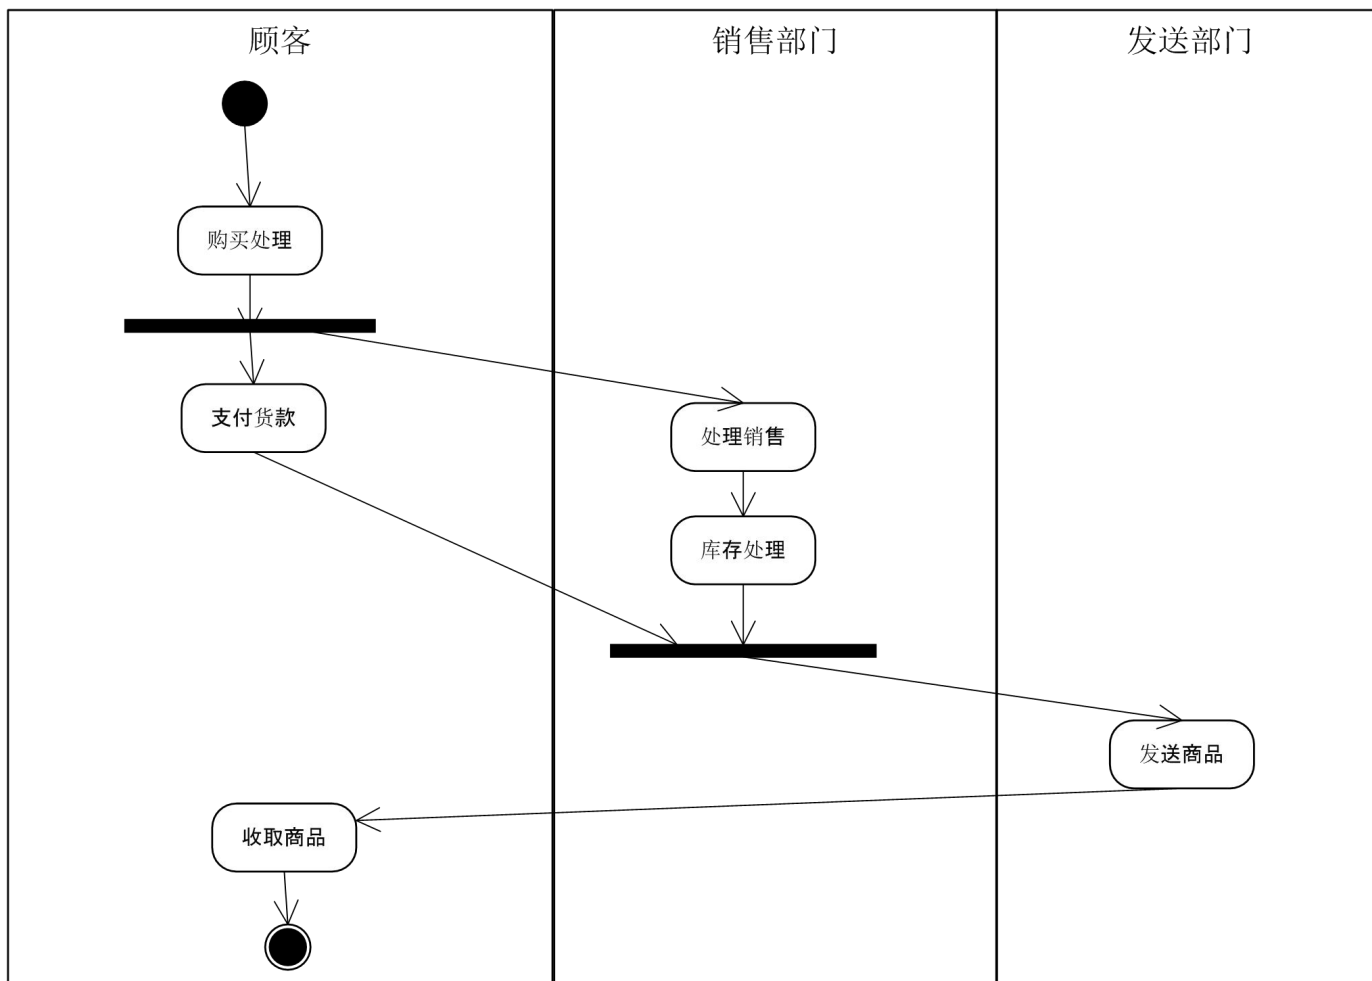 顾客
销售部门
发送部门
购买处理
支付货款
处理销售
库存处理
发送商品
收取商品